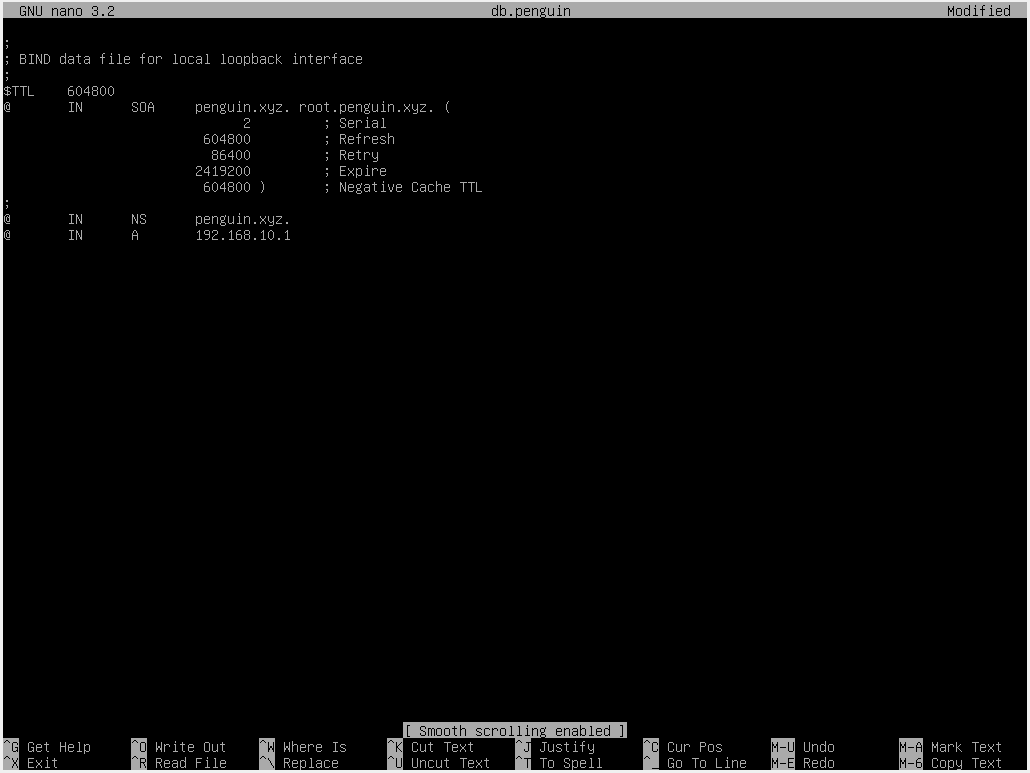 GNU nano 3.2 db.penguin Modified
;
; BIND data file for local loopback interface
;
$TTL 604800
@ IN SOA penguin.xyz. root.penguin.xyz. (
2 ; Serial
604800 ; Refresh
86400 ; Retry
2419200 ; Expire
604800 ) ; Negative Cache TTL
;
@ IN NS penguin.xyz.
@ IN A 192.168.10.1
[ Smooth scrolling enabled ]
^G Get Help ^O Write Out ^W Where Is ^K Cut Text ^J Justify ^C Cur Pos M-U Undo M-A Mark Text
^X Exit ^R Read File ^\ Replace ^U Uncut Text ^T To Spell ^_ Go To Line M-E Redo M-6 Copy Text